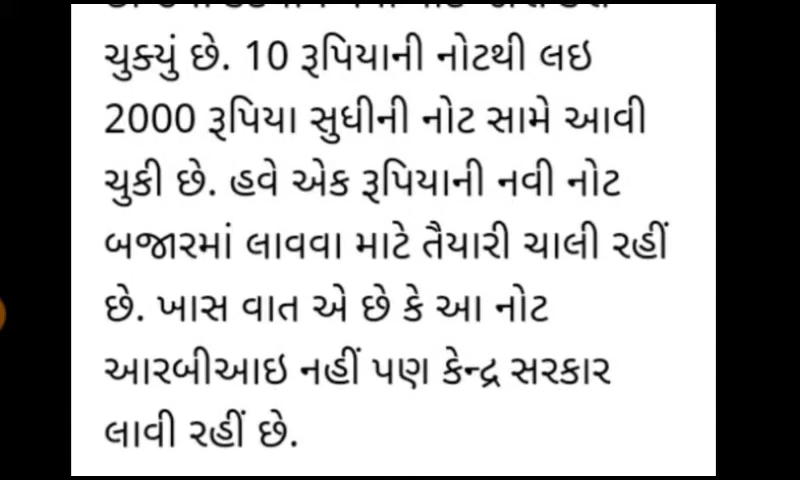 ચુક્યું છે. 10 રૂપિયાની નોટથી લઇ
2000 રૂપિયા સુધીની નોટ સામે આવી
ચુકી છે. હવે એક રૂપિયાની નવી નોટ
બજારમાં લાવવા માટે તૈયારી ચાલી રહીં
છે. ખાસ વાત એ છે કે આ નોટ
આરબીઆઇ નહીં પણ કેન્દ્ર સરકાર
લાવી રહીં છે.